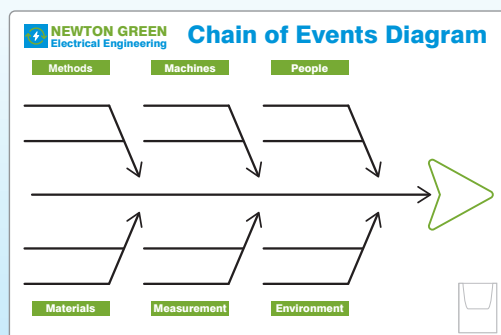 NEWTON GREEN
Electrical Engineering
Chain of Events Diagram
Methods
Machines
People
Materials
Measurement
Environment